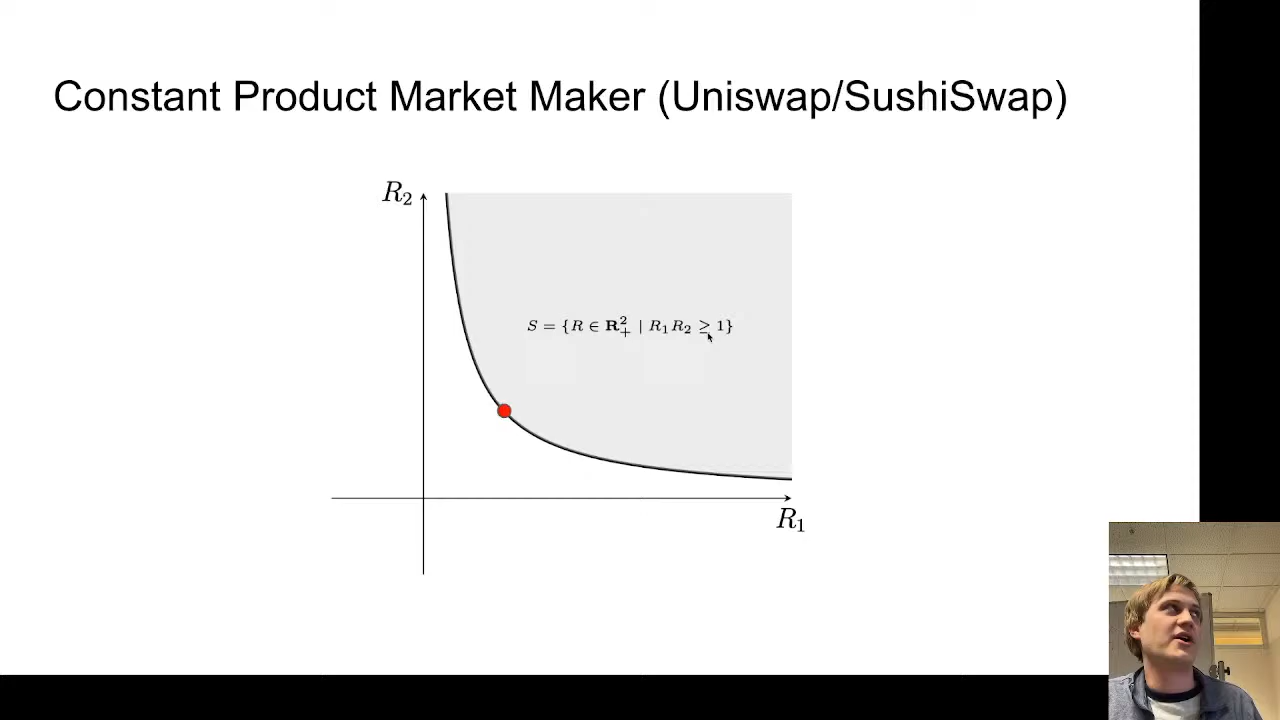 Constant Product Market Maker (Uniswap/SushiSwap)
R₂
S = {R ∈ 𝐑²₊ | R₁R₂ ≥ 1}
R₁